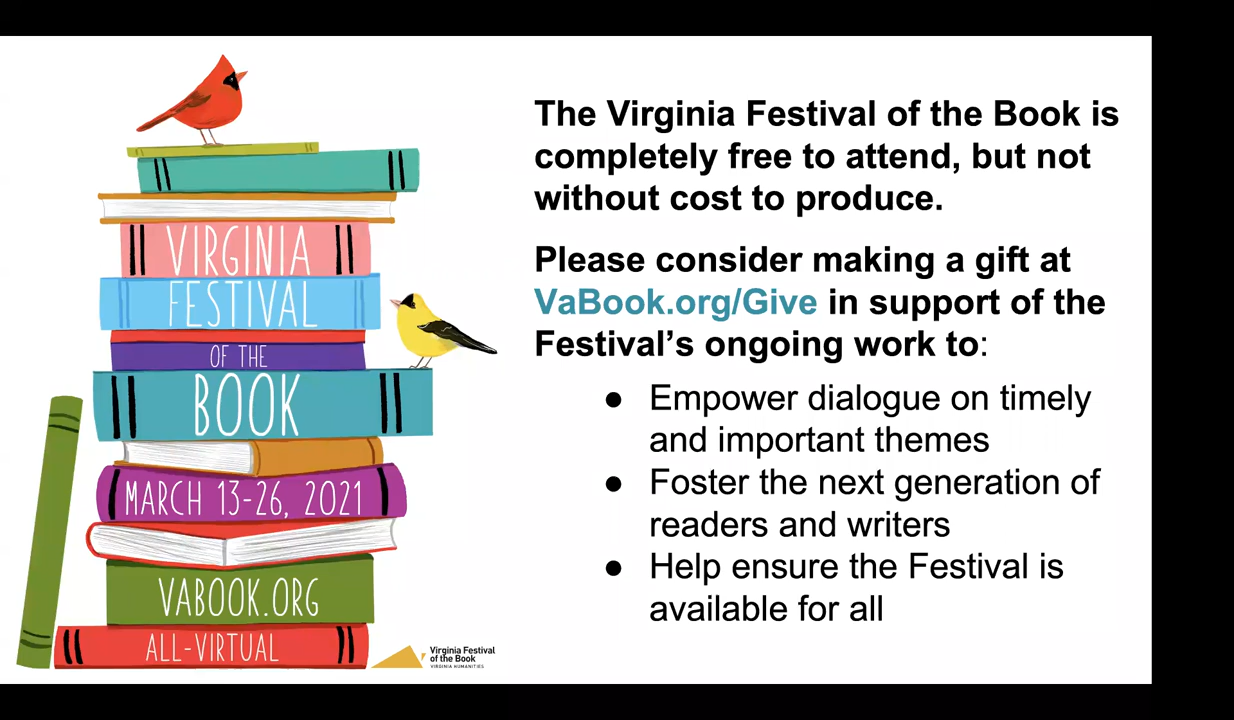 VIRGINIA
FESTIVAL
OF THE
BOOK
MARCH 13-26, 2021
VABOOK.ORG
ALL-VIRTUAL
Virginia Festival
of the Book
VIRGINIA HUMANITIES
The Virginia Festival of the Book is
completely free to attend, but not
without cost to produce.
Please consider making a gift at
VaBook.org/Give in support of the
Festival’s ongoing work to:
● Empower dialogue on timely
and important themes
● Foster the next generation of
readers and writers
● Help ensure the Festival is
available for all